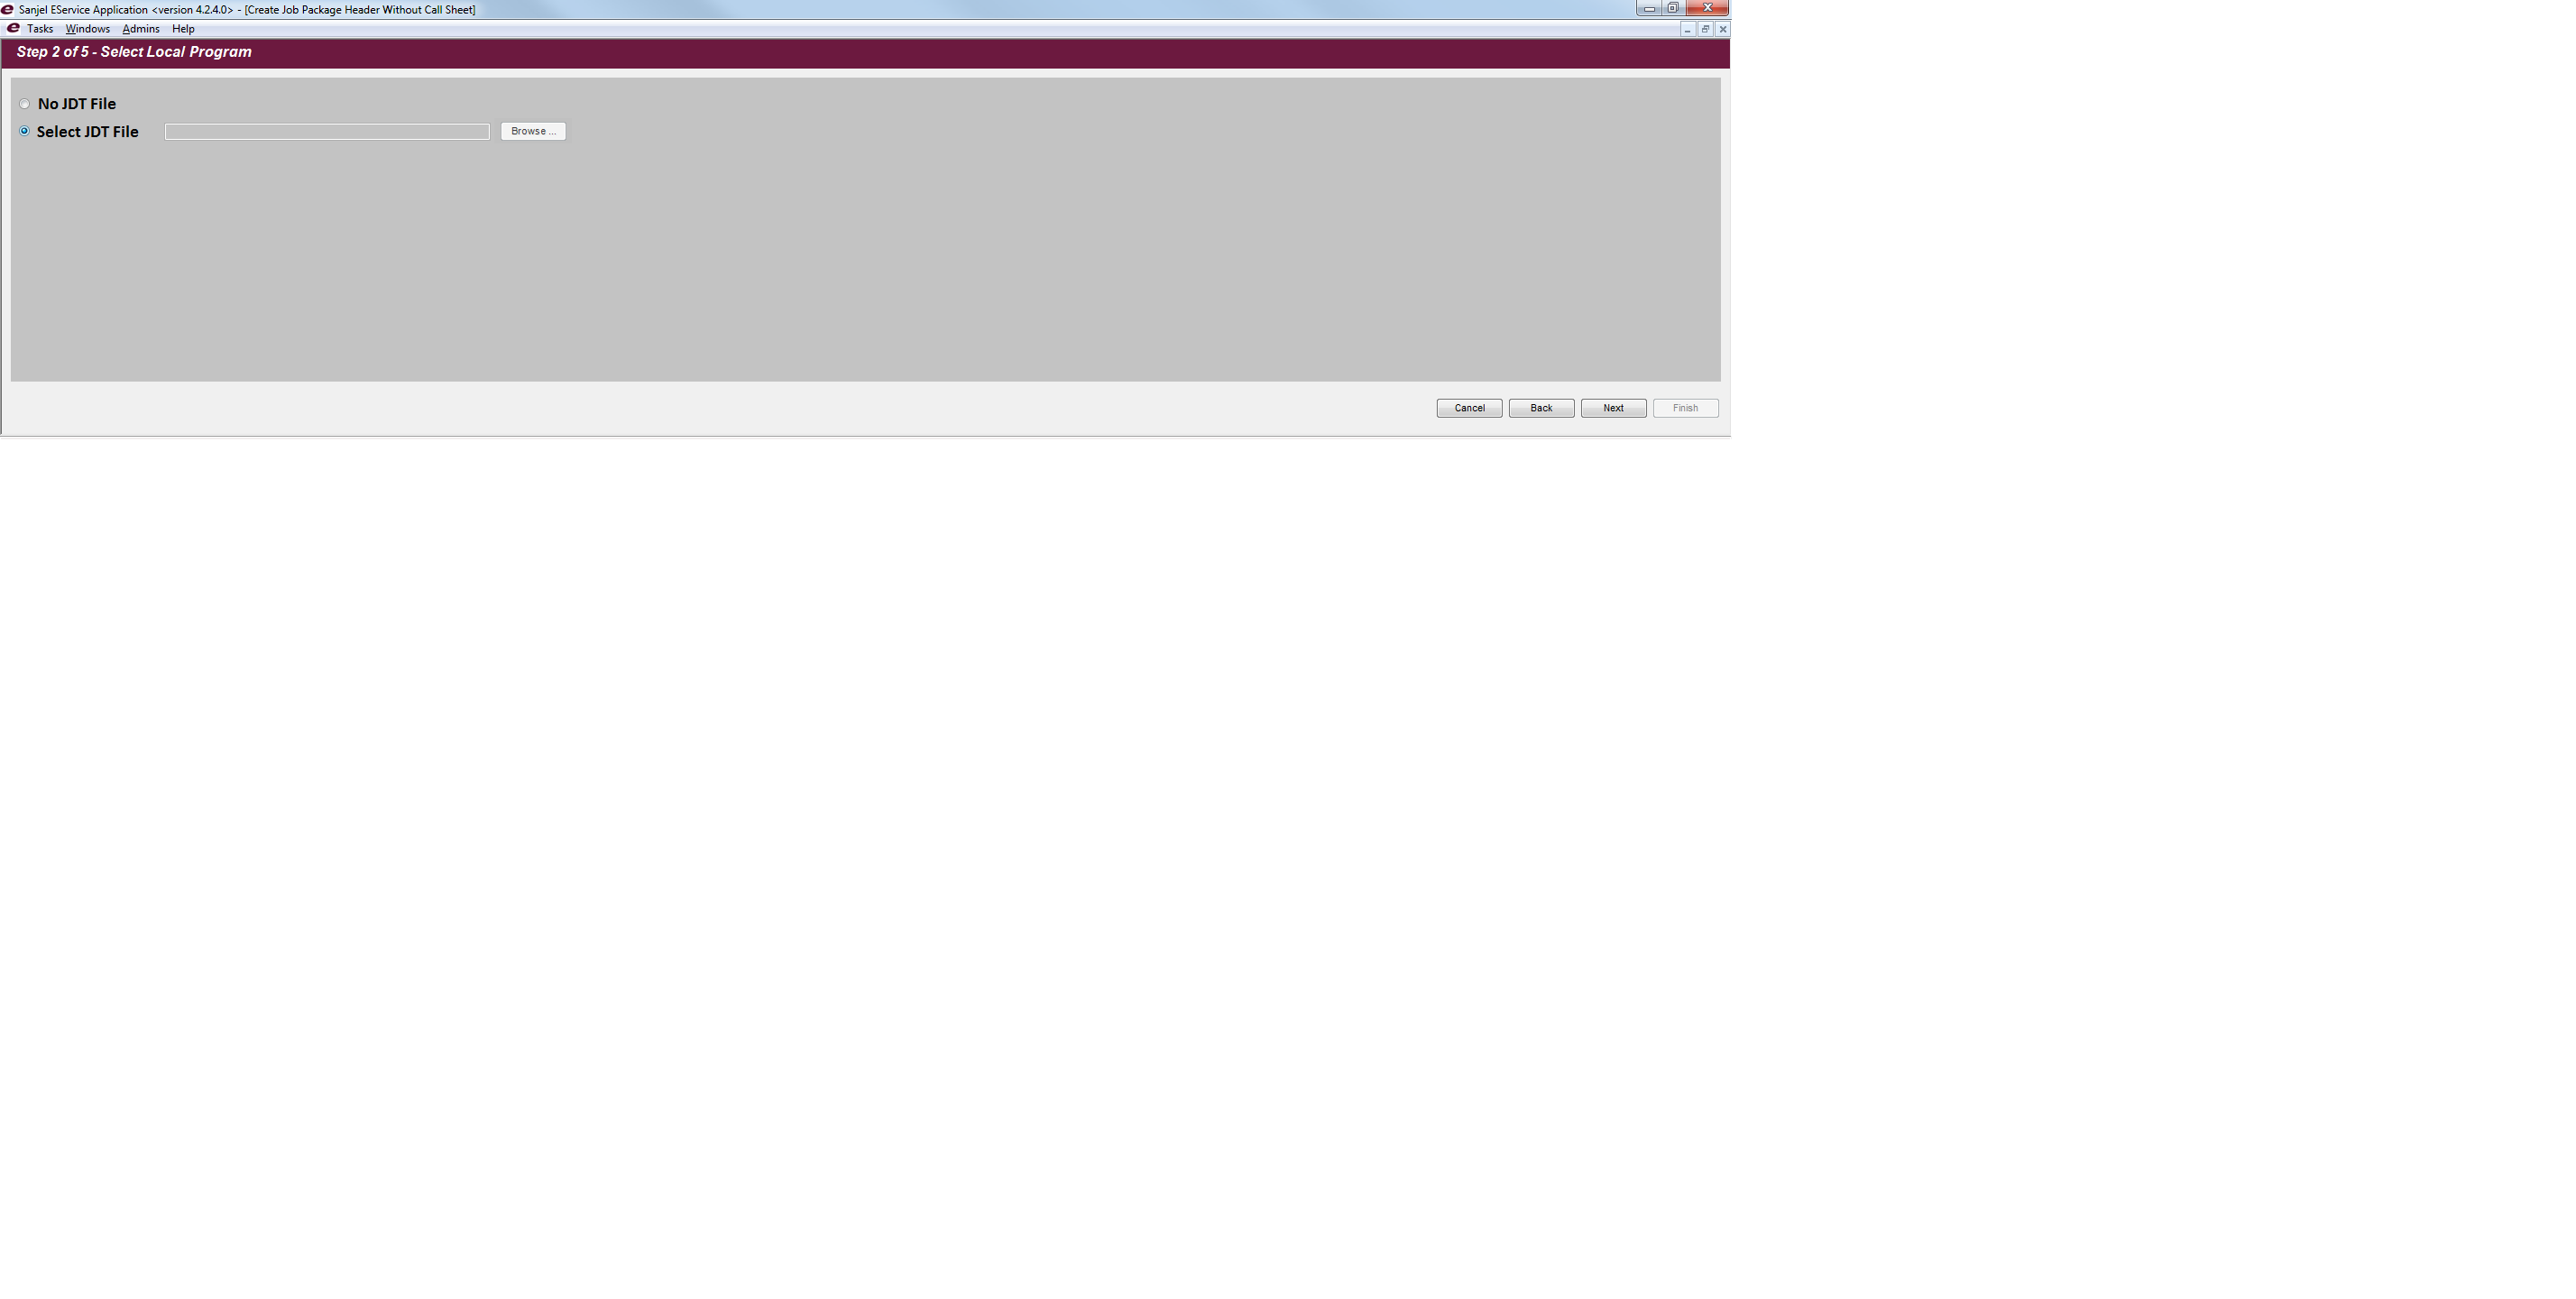 Sanjel EService Application <version 4.2.4.0> - [Create Job Package Header Without Call Sheet]
Tasks Windows Admins Help
Step 2 of 5 - Select Local Program
No JDT File
Select JDT File Browse ...
Cancel Back Next Finish